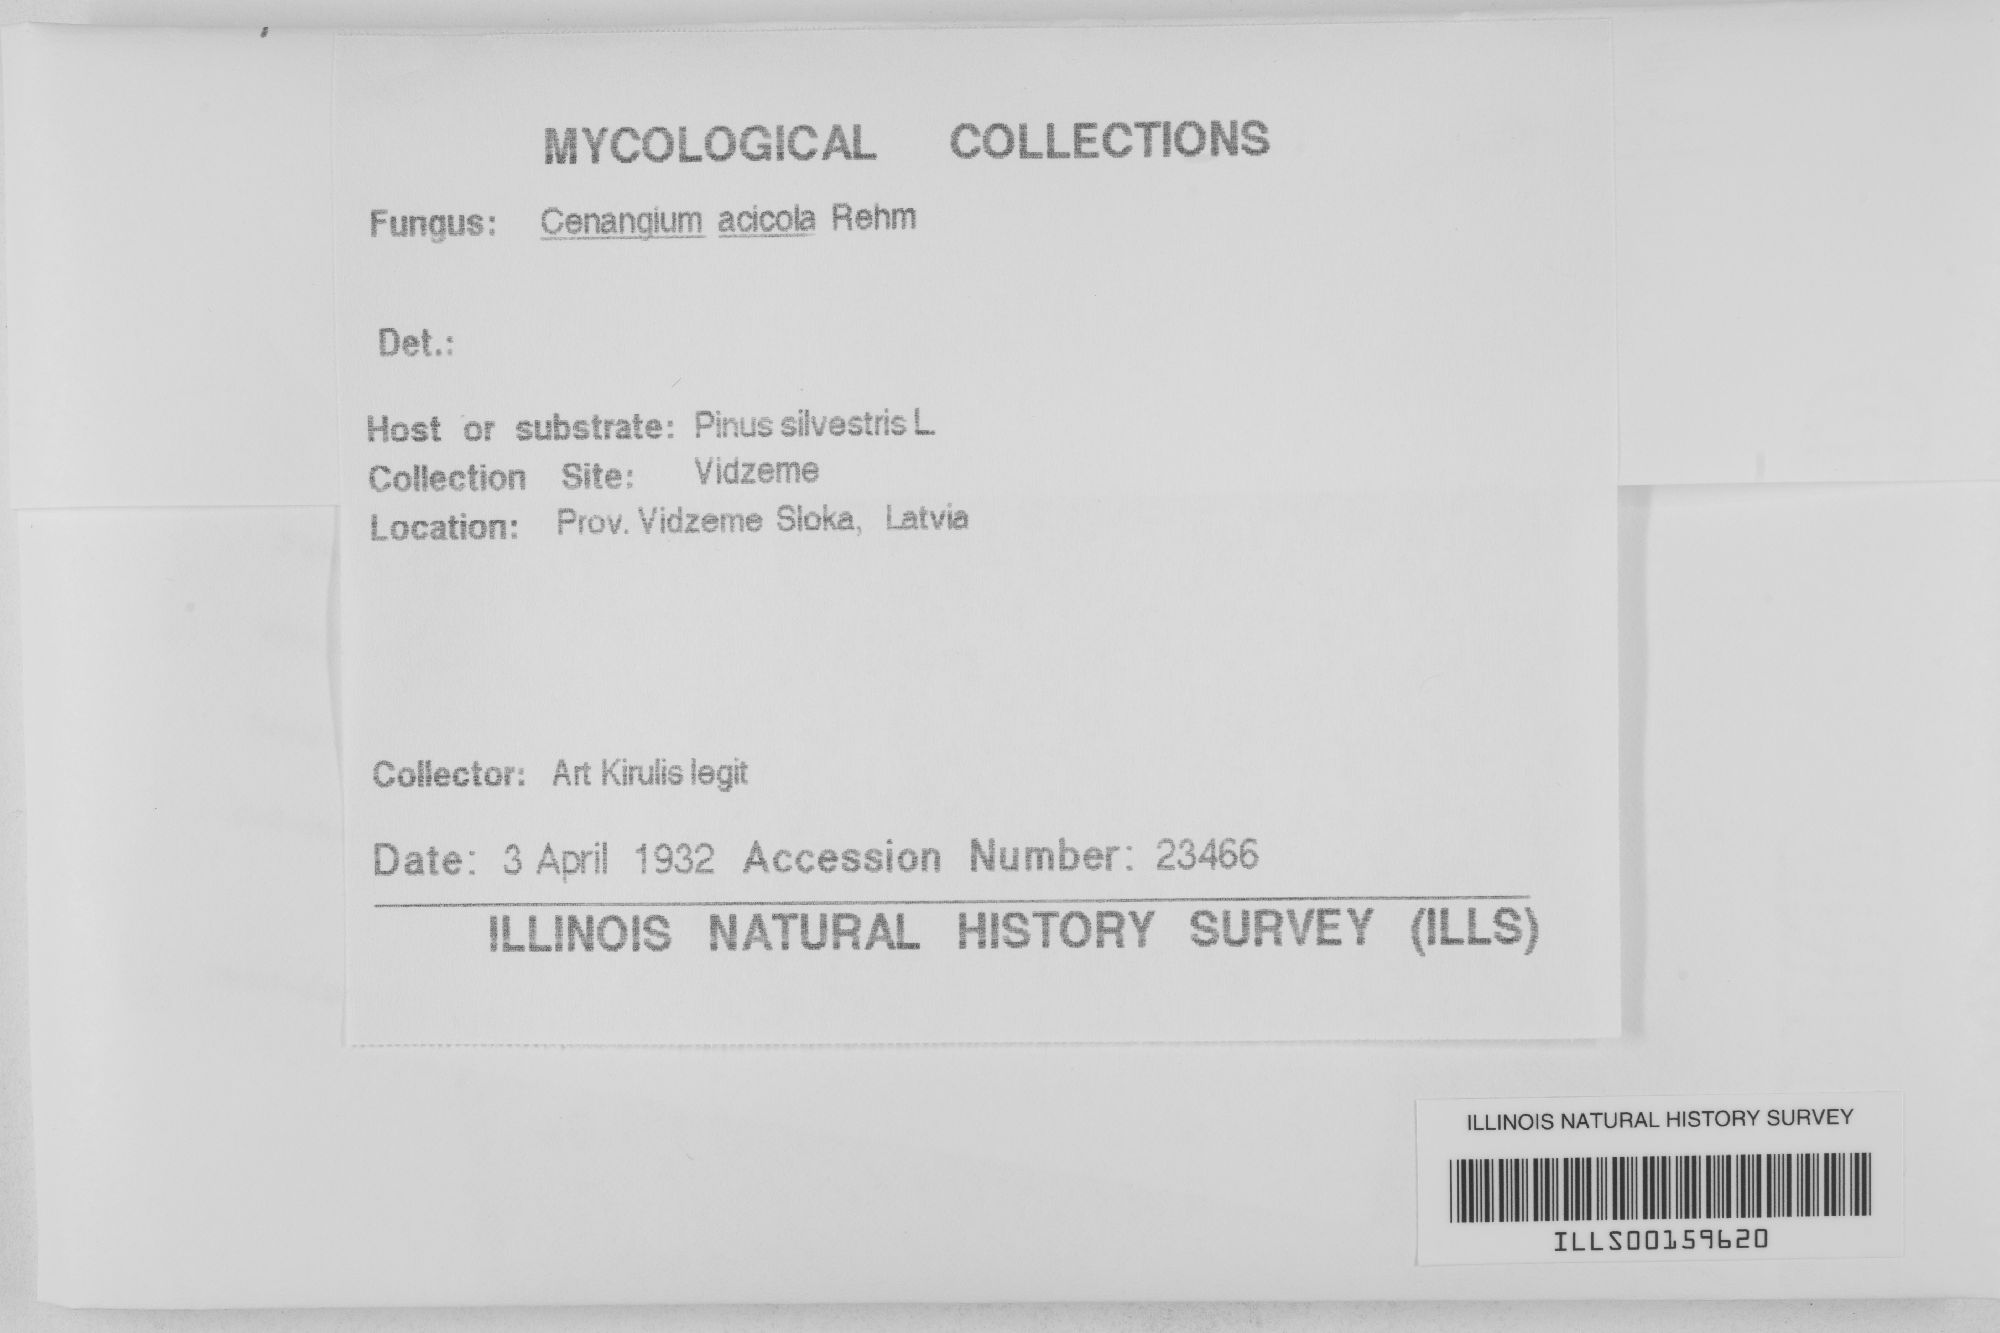 MYCOLOGICAL COLLECTIONS
Fungus: Cenangium acicola Rehm
Det.:
Host or substrate: Pinus silvestris L.
Collection Site: Vidzeme
Location: Prov. Vidzeme Sloka, Latvia
Collector: Art Kirulis legit
Date: 3 April 1932 Accession Number: 23466
ILLINOIS NATURAL HISTORY SURVEY (ILLS)
ILLINOIS NATURAL HISTORY SURVEY
ILLS00159620